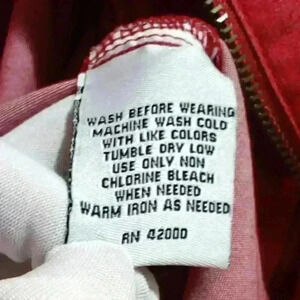 WASH BEFORE WEARING
MACHINE WASH COLD
WITH LIKE COLORS
TUMBLE DRY LOW
USE ONLY NON
CHLORINE BLEACH
WHEN NEEDED
WARM IRON AS NEEDED
RN 42000